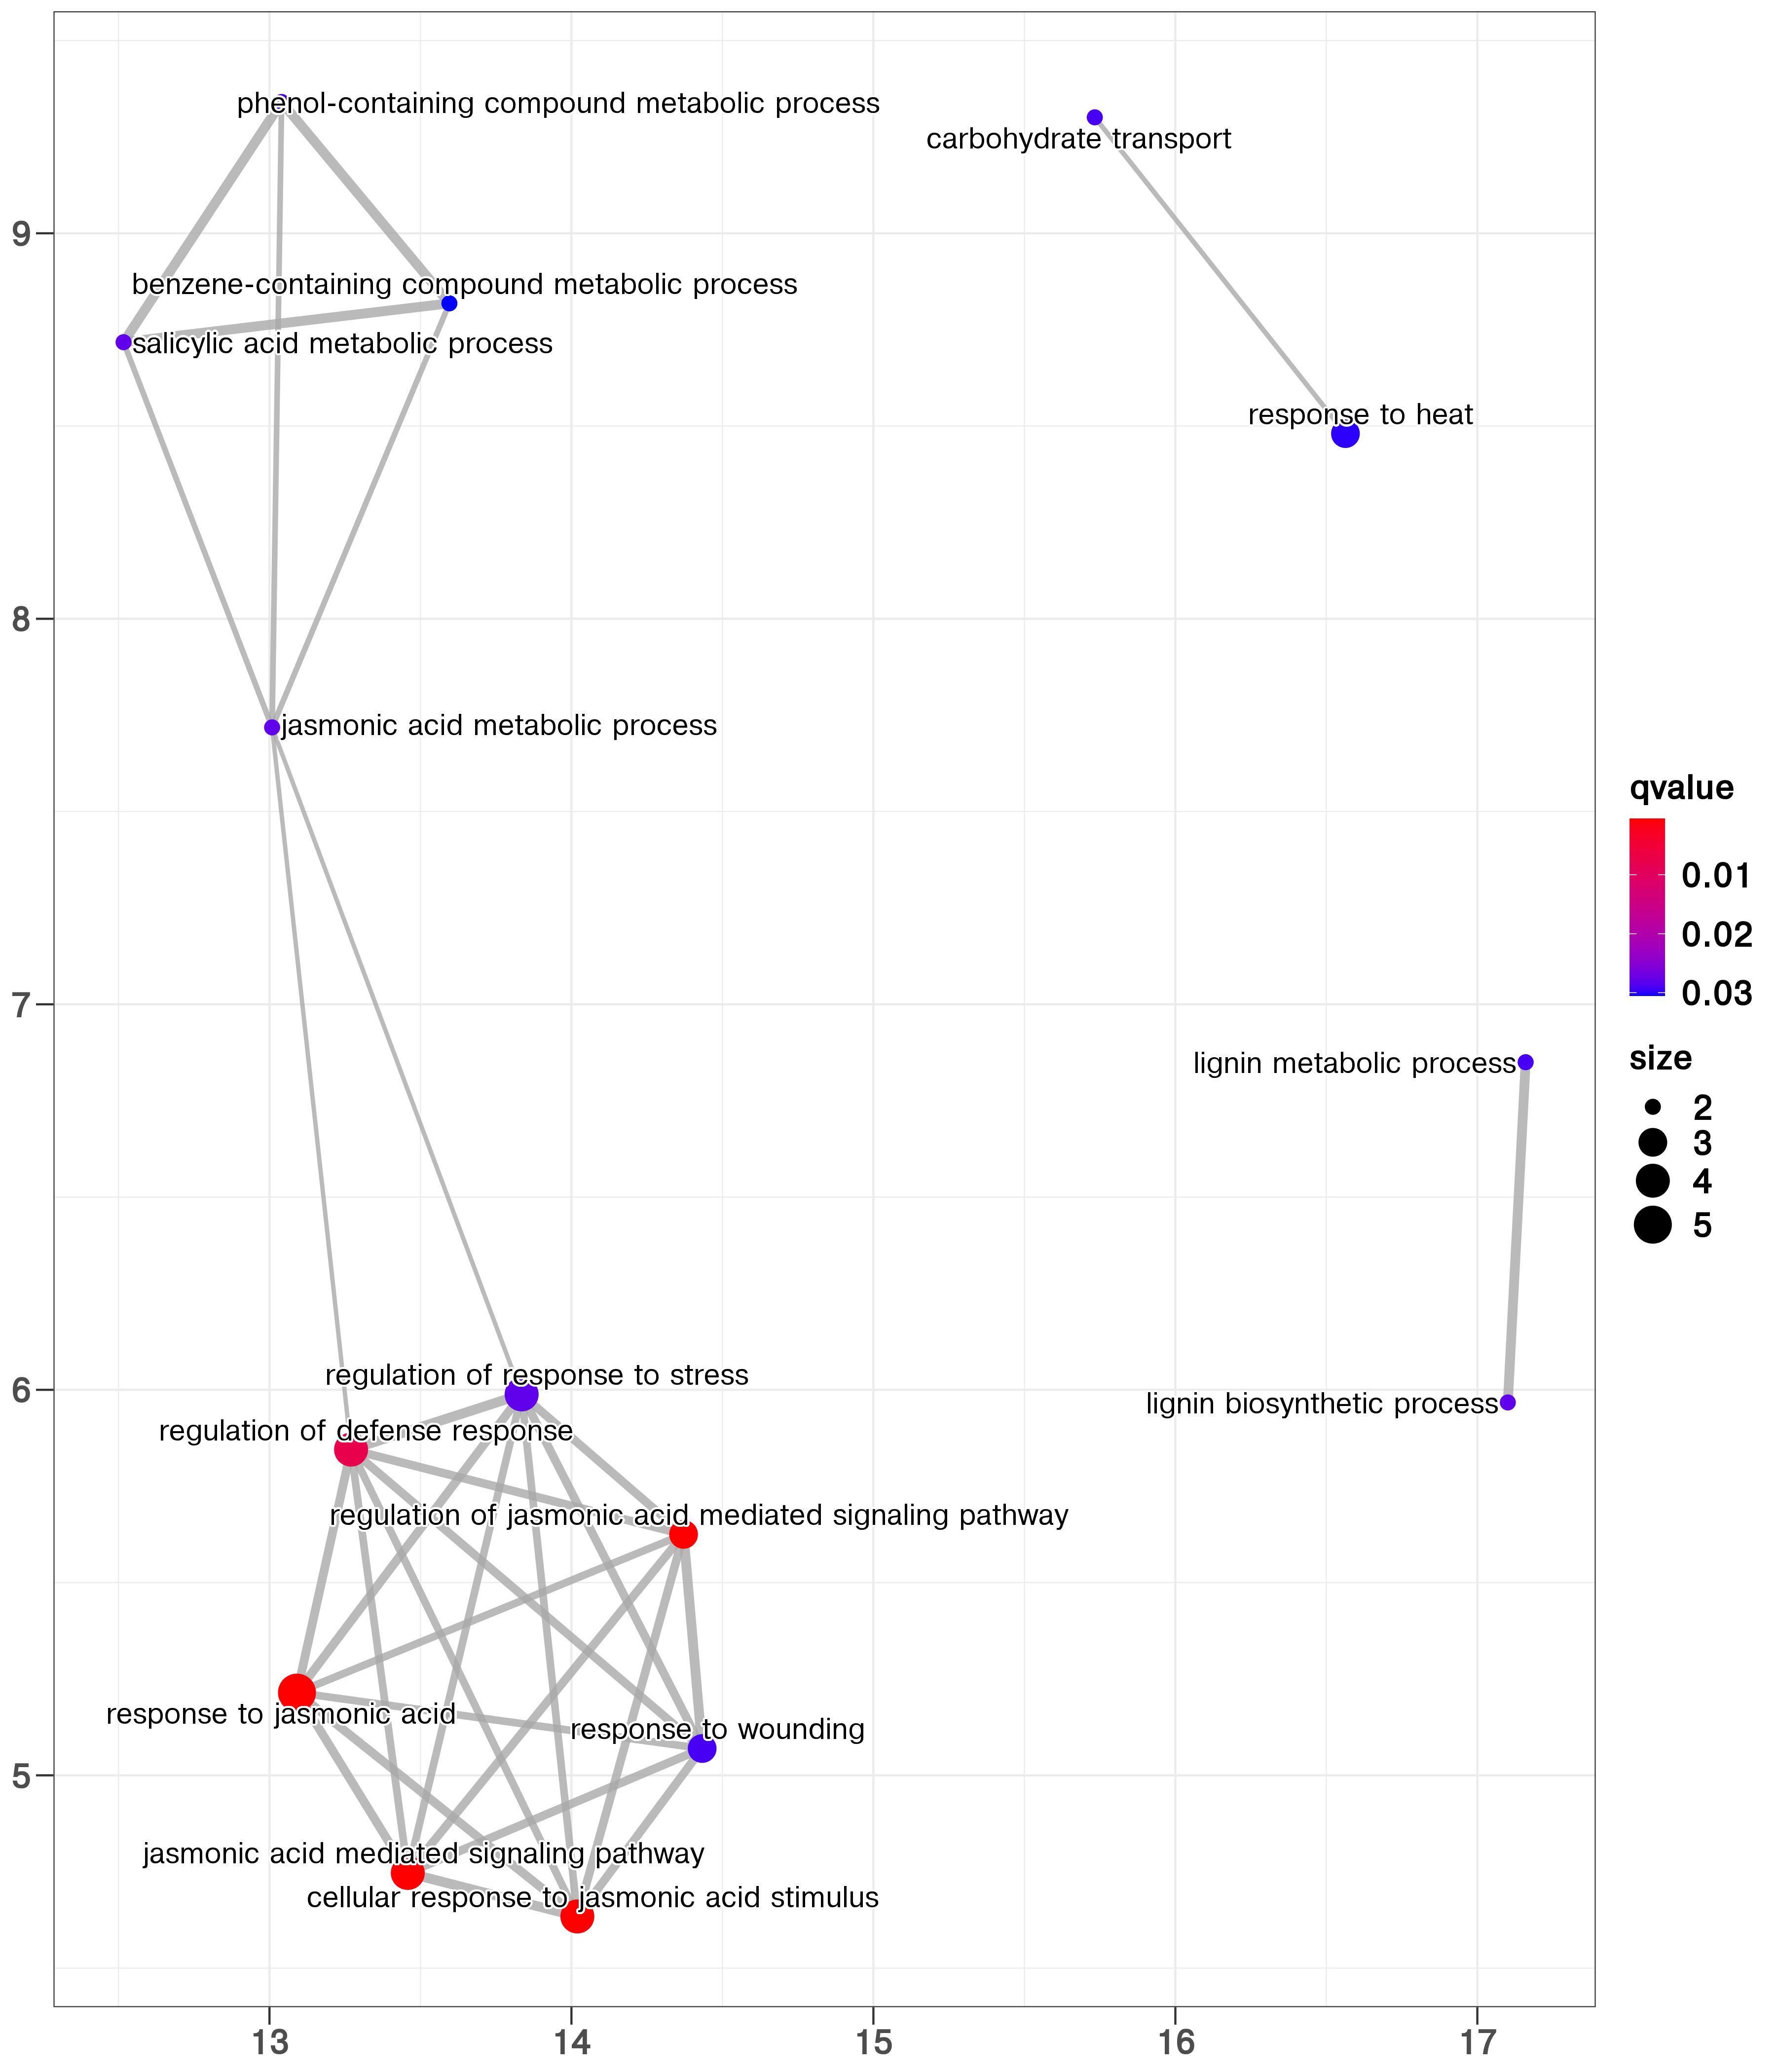 phenol-containing compound metabolic process
carbohydrate transport
9
benzene-containing compound metabolic process
salicylic acid metabolic process
response to heat
8
jasmonic acid metabolic process
qvalue
0.01
0.02
0.03
7
size
2
3
4
5
lignin metabolic process
6
regulation of response to stress
lignin biosynthetic process
regulation of defense response
regulation of jasmonic acid mediated signaling pathway
response to jasmonic acid
response to wounding
5
jasmonic acid mediated signaling pathway
cellular response to jasmonic acid stimulus
13 14 15 16 17